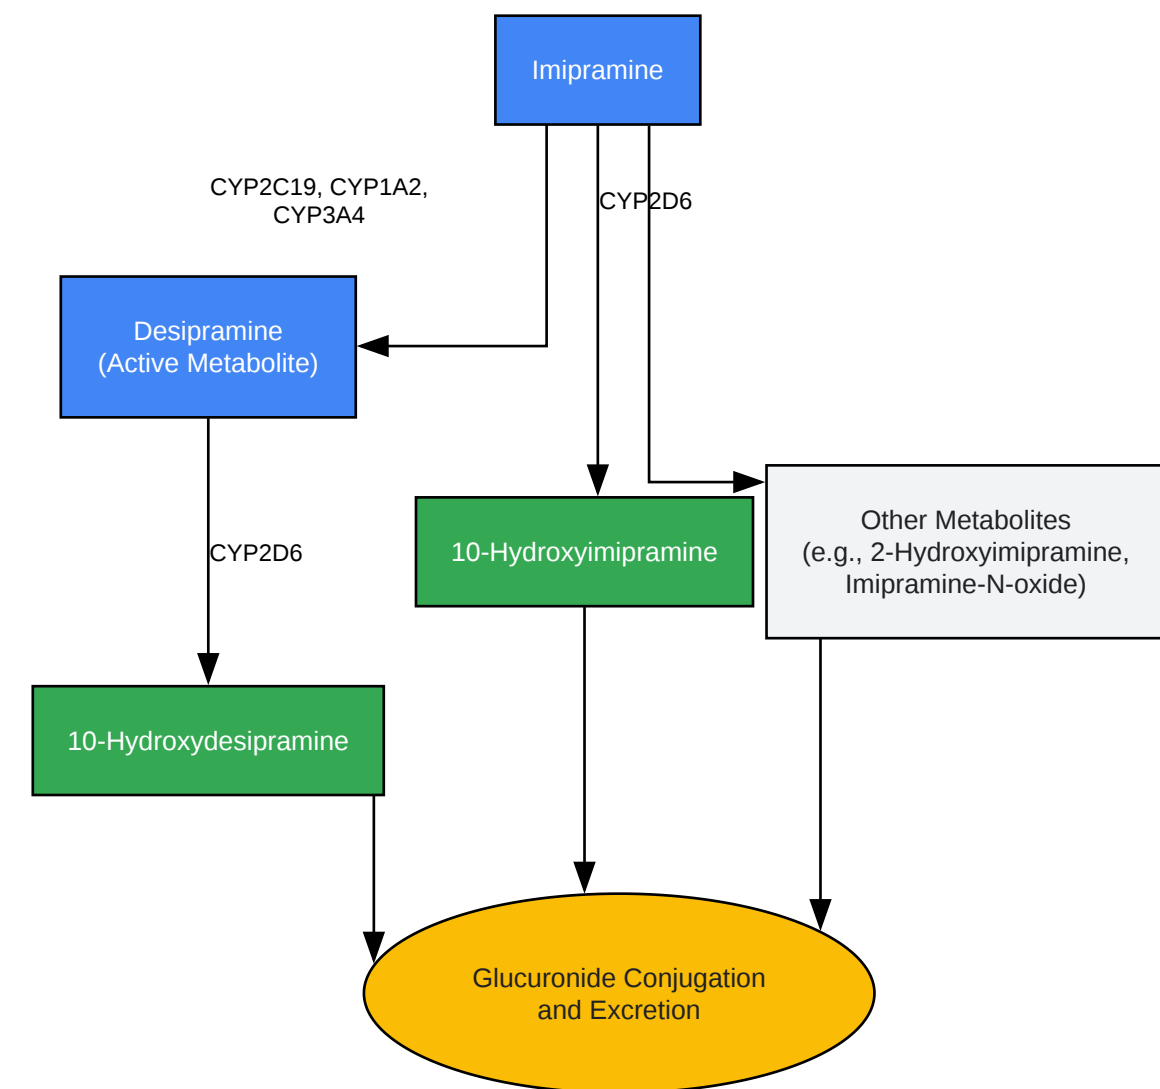 Imipramine
CYP2C19, CYP1A2,
CYP3A4
CYP2D6
Desipramine
(Active Metabolite)
CYP2D6
10-Hydroxyimipramine
Other Metabolites
(e.g., 2-Hydroxyimipramine,
Imipramine-N-oxide)
10-Hydroxydesipramine
Glucuronide Conjugation
and Excretion